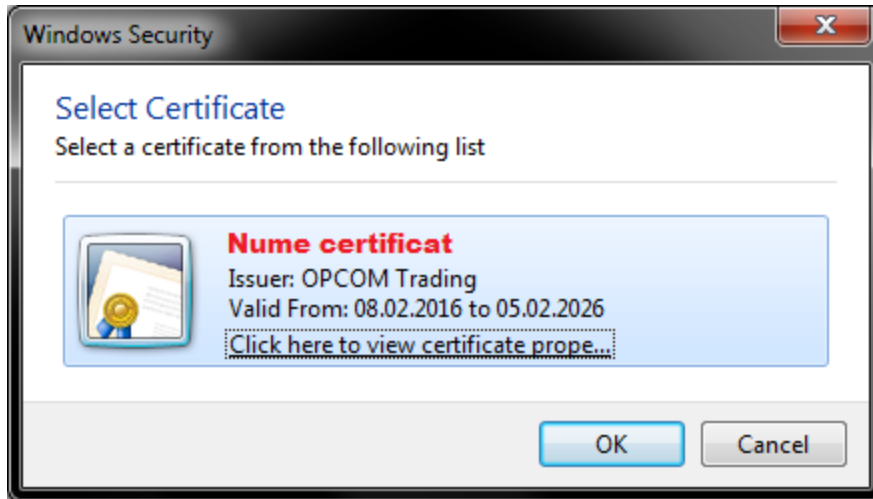 Windows Security
Select Certificate
Select a certificate from the following list
Nume certificat
Issuer: OPCOM Trading
Valid From: 08.02.2016 to 05.02.2026
Click here to view certificate prope...
OK
Cancel